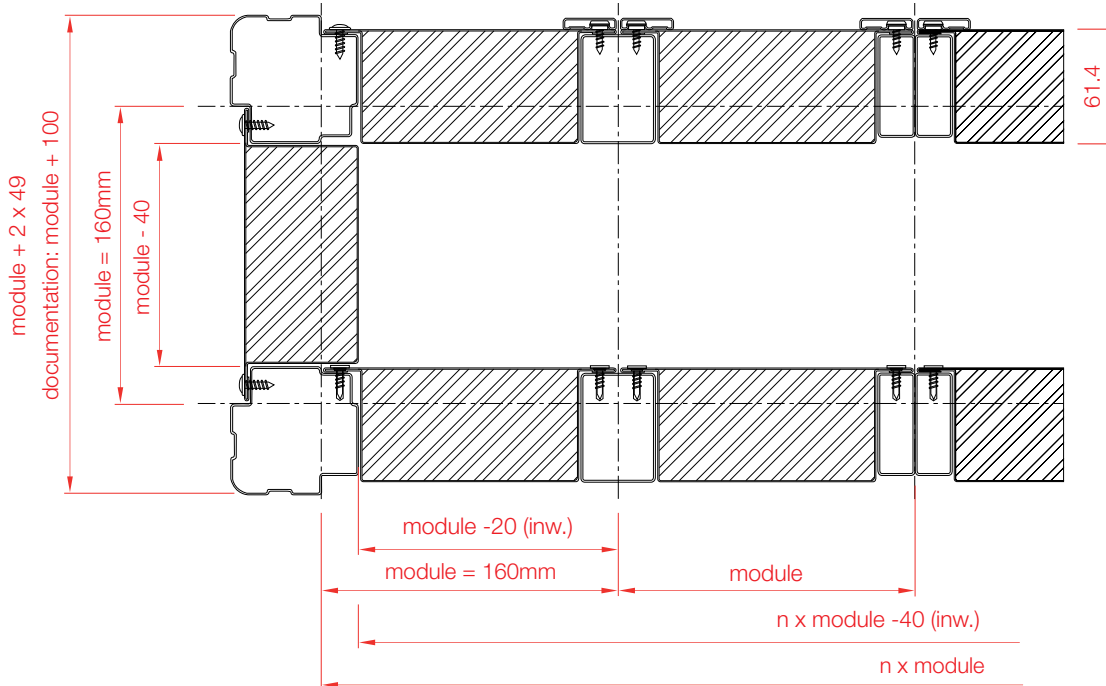 module + 2 x 49
documentation: module + 100
module = 160mm
module - 40
61.4
module -20 (inw.)
module = 160mm
module
n x module -40 (inw.)
n x module